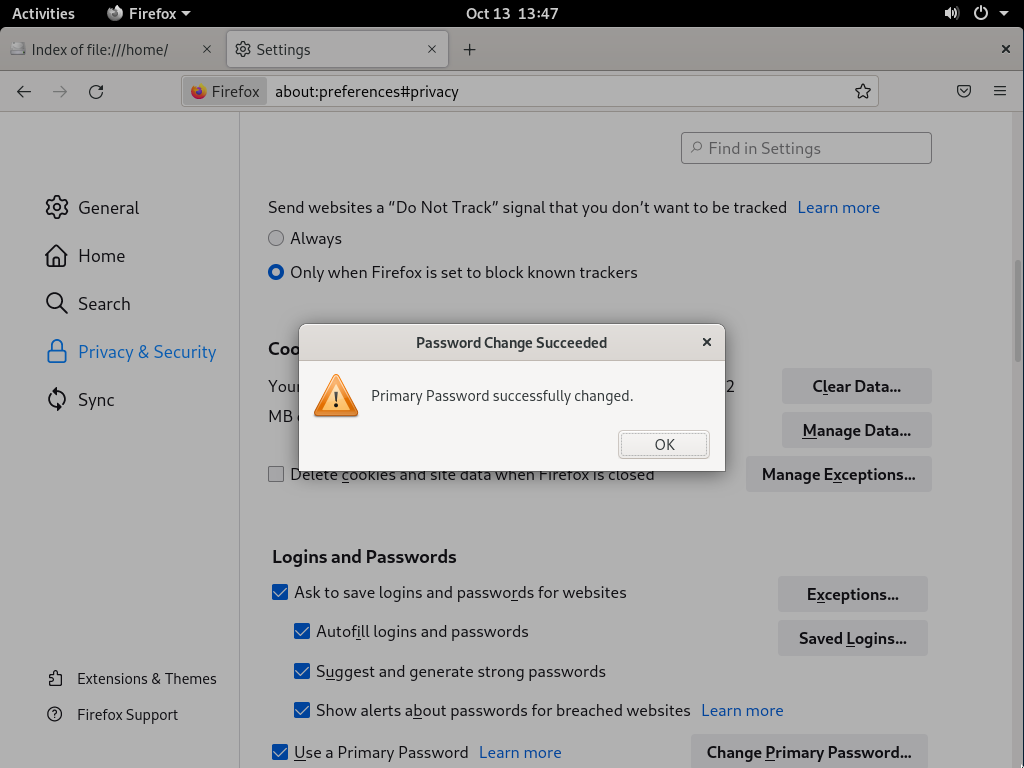 Activities Firefox Oct 13 13:47
Index of file:///home/ Settings
Firefox about:preferences#privacy
Find in Settings
General
Home
Search
Privacy & Security
Sync
Extensions & Themes
Firefox Support
Send websites a “Do Not Track” signal that you don’t want to be tracked Learn more
Always
Only when Firefox is set to block known trackers
Password Change Succeeded
Primary Password successfully changed.
OK
Coo
Your 2
MB
Clear Data...
Manage Data...
Delete cookies and site data when Firefox is closed
Manage Exceptions...
Logins and Passwords
Ask to save logins and passwords for websites
Exceptions...
Autofill logins and passwords
Saved Logins...
Suggest and generate strong passwords
Show alerts about passwords for breached websites Learn more
Use a Primary Password Learn more
Change Primary Password...